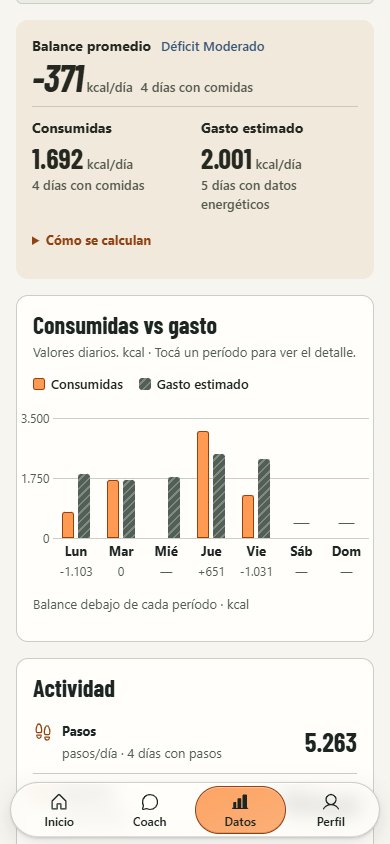 Balance promedio Déficit Moderado
-371 kcal/día 4 días con comidas
Consumidas Gasto estimado
1.692 kcal/día 2.001 kcal/día
4 días con comidas 5 días con datos
energéticos
▶ Cómo se calculan
Consumidas vs gasto
Valores diarios. kcal · Tocá un período para ver el detalle.
Consumidas Gasto estimado
3.500
1.750
0
Lun Mar Mié Jue Vie Sáb Dom
-1.103 0 — +651 -1.031 — —
Balance debajo de cada período · kcal
Actividad
Pasos
5.263
pasos/día · 4 días con pasos
Inicio Coach Datos Perfil